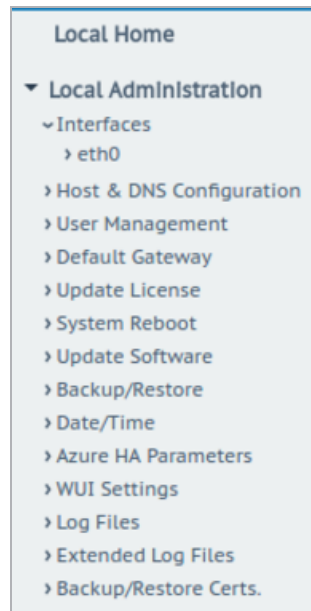 Local Home
Local Administration
Interfaces
eth0
Host & DNS Configuration
User Management
Default Gateway
Update License
System Reboot
Update Software
Backup/Restore
Date/Time
Azure HA Parameters
WUI Settings
Log Files
Extended Log Files
Backup/Restore Certs.